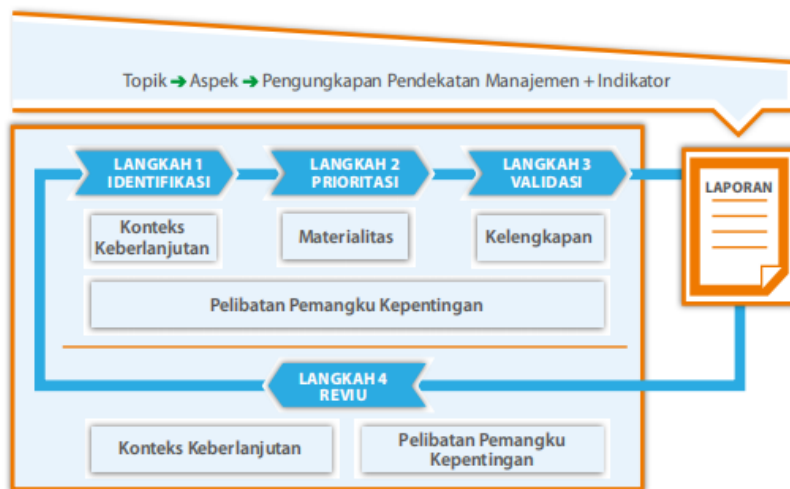 Topik → Aspek → Pengungkapan Pendekatan Manajemen + Indikator
LANGKAH 1
IDENTIFIKASI
LANGKAH 2
PRIORITASI
LANGKAH 3
VALIDASI
LAPORAN
Konteks
Keberlanjutan
Materialitas
Kelengkapan
Pelibatan Pemangku Kepentingan
LANGKAH 4
REVIU
Konteks Keberlanjutan
Pelibatan Pemangku
Kepentingan